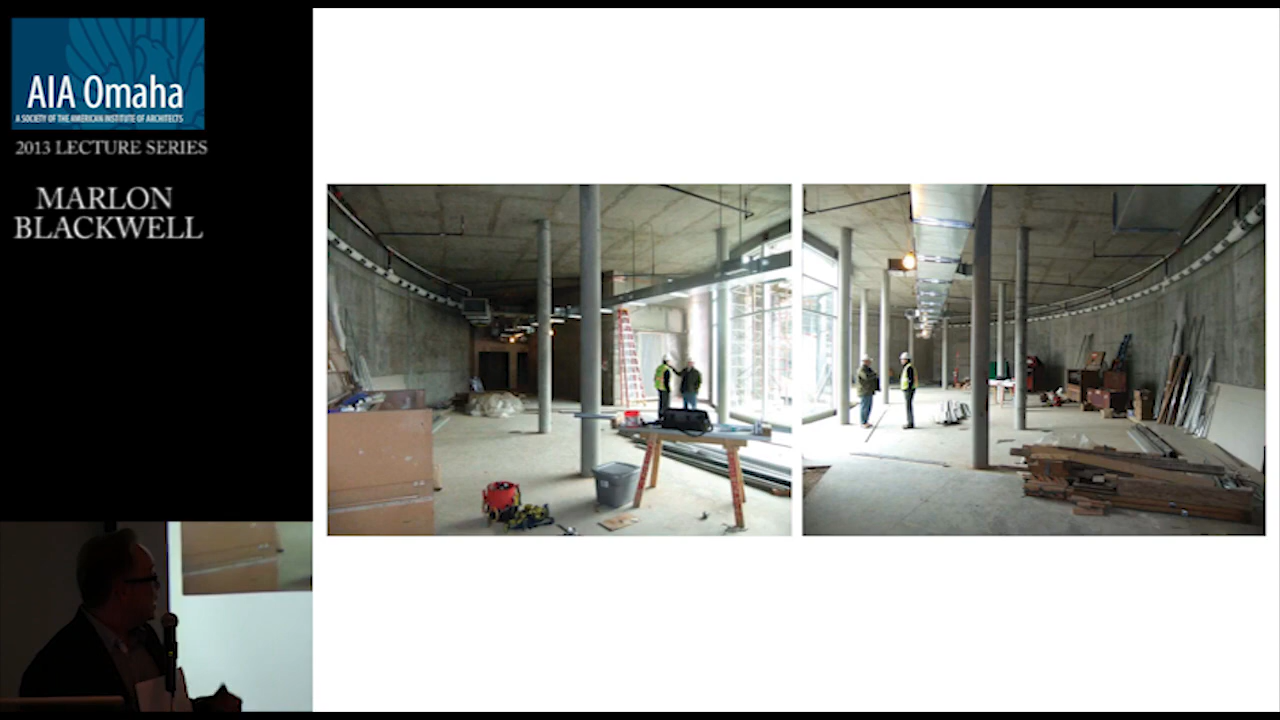 AIA Omaha
A SOCIETY OF THE AMERICAN INSTITUTE OF ARCHITECTS
2013 LECTURE SERIES
MARLON
BLACKWELL